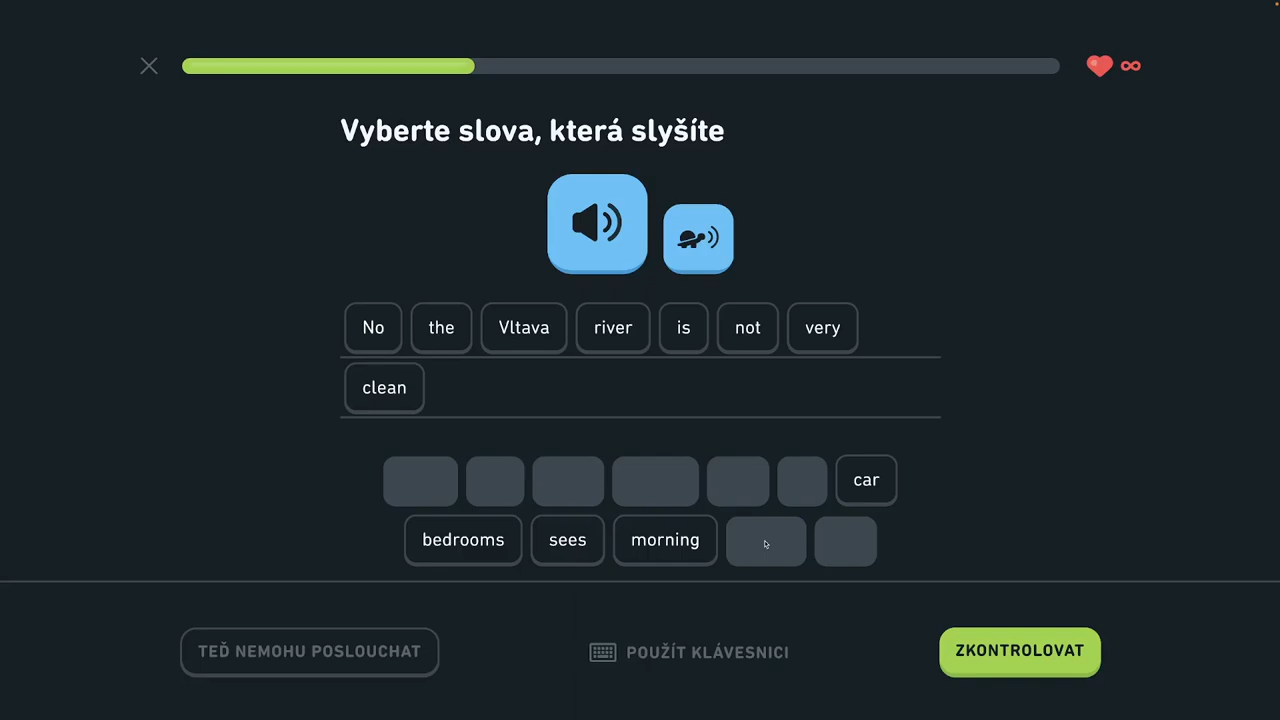 Vyberte slova, která slyšíte
No the Vltava river is not very
clean
car
bedrooms sees morning
TEĎ NEMOHU POSLOUCHAT POUŽÍT KLÁVESNICI ZKONTROLOVAT